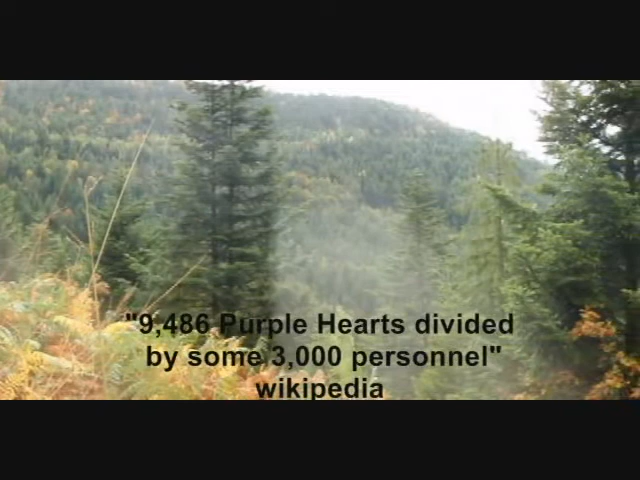 "9,486 Purple Hearts divided
by some 3,000 personnel"
wikipedia